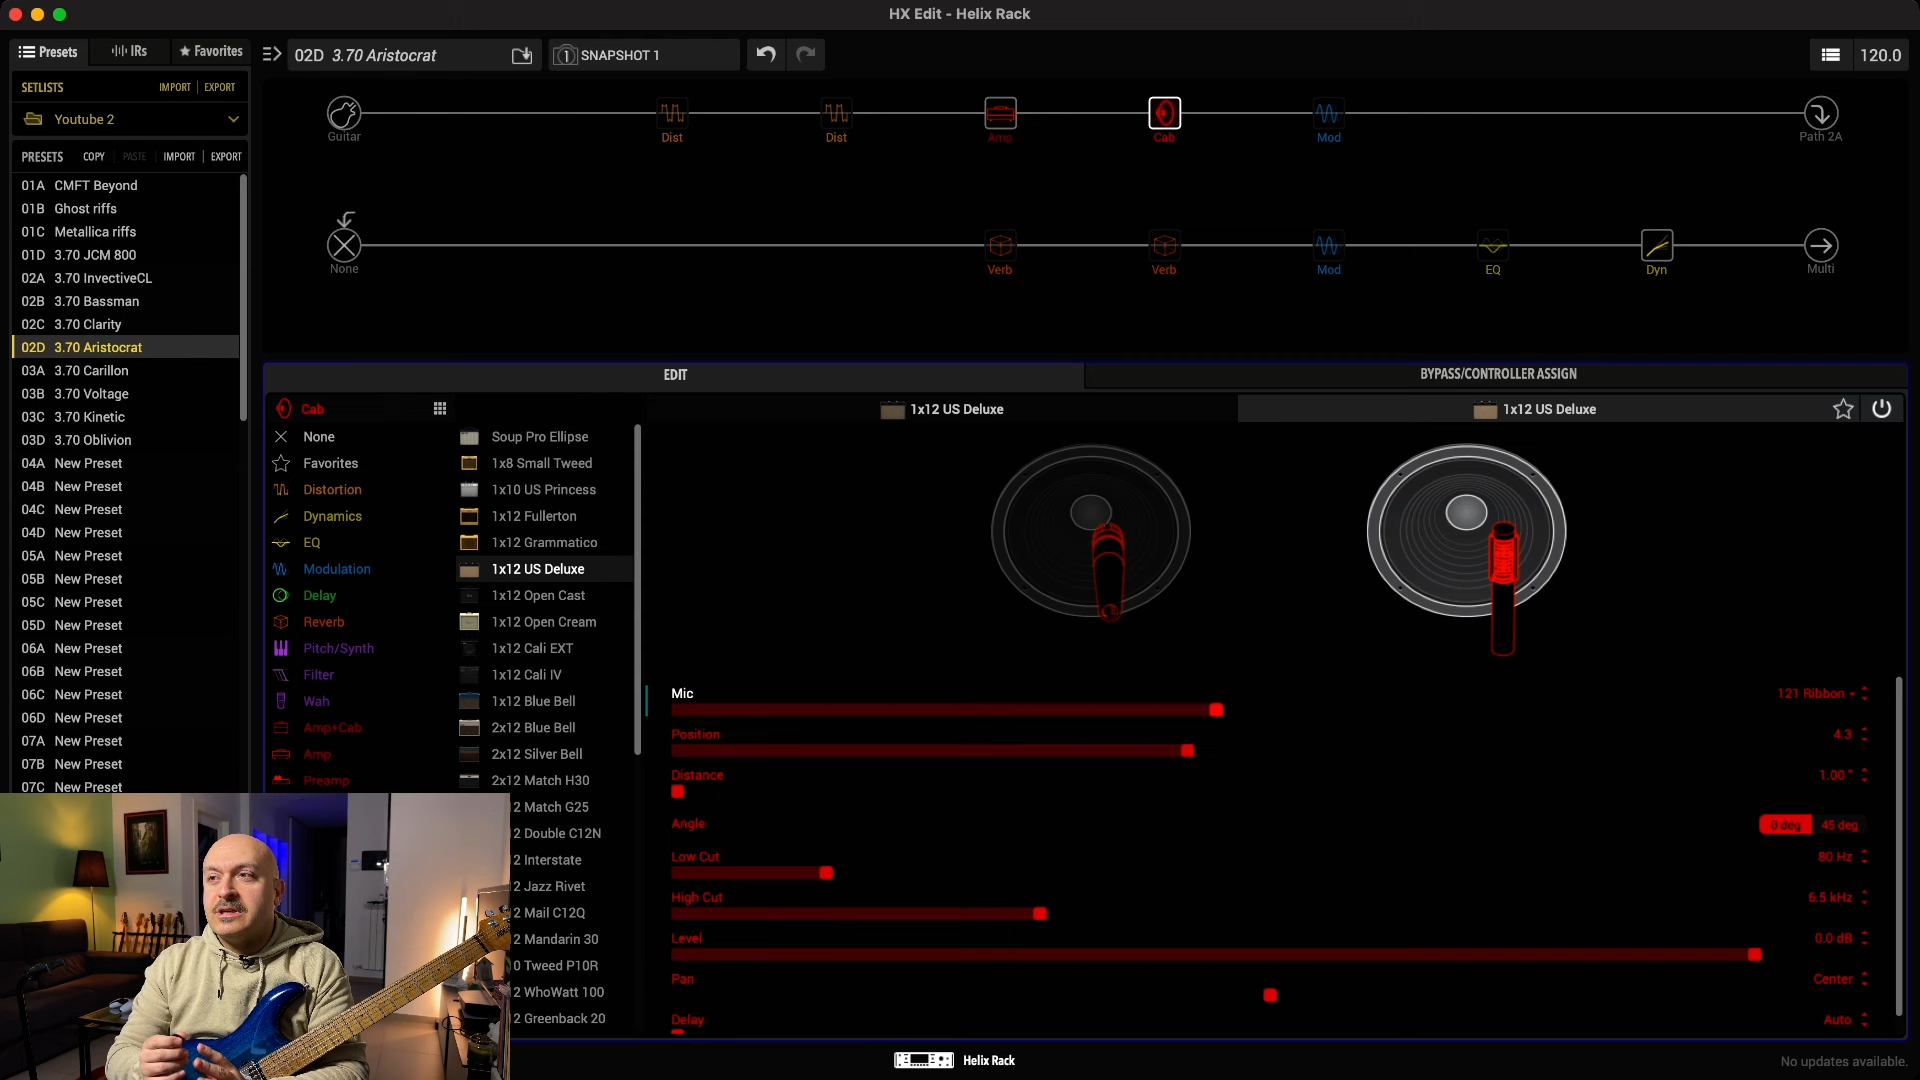 HX Edit - Helix Rack
Presets
IRs
Favorites
02D 3.70 Aristocrat
1 SNAPSHOT 1
120.0
SETLISTS
IMPORT | EXPORT
Youtube 2
PRESETS
COPY | PASTE
IMPORT | EXPORT
01A CMFT Beyond
01B Ghost riffs
01C Metallica riffs
01D 3.70 JCM 800
02A 3.70 InvectiveCL
02B 3.70 Bassman
02C 3.70 Clarity
02D 3.70 Aristocrat
03A 3.70 Carillon
03B 3.70 Voltage
03C 3.70 Kinetic
03D 3.70 Oblivion
04A New Preset
04B New Preset
04C New Preset
04D New Preset
05A New Preset
05B New Preset
05C New Preset
05D New Preset
06A New Preset
06B New Preset
06C New Preset
06D New Preset
07A New Preset
07B New Preset
07C New Preset
Guitar
Dist
Dist
Amp
Cab
Mod
Path 2A
None
Verb
Verb
Mod
EQ
Dyn
Multi
EDIT
BYPASS/CONTROLLER ASSIGN
Cab
1x12 US Deluxe
1x12 US Deluxe
None
Favorites
Distortion
Dynamics
EQ
Modulation
Delay
Reverb
Pitch/Synth
Filter
Wah
Amp+Cab
Amp
Preamp
Soup Pro Ellipse
1x8 Small Tweed
1x10 US Princess
1x12 Fullerton
1x12 Grammatico
1x12 US Deluxe
1x12 Open Cast
1x12 Open Cream
1x12 Cali EXT
1x12 Cali IV
1x12 Blue Bell
2x12 Blue Bell
2x12 Silver Bell
2x12 Match H30
2 Match G25
2 Double C12N
2 Interstate
2 Jazz Rivet
2 Mail C12Q
2 Mandarin 30
0 Tweed P10R
2 WhoWatt 100
2 Greenback 20
Mic
121 Ribbon
Position
4.3
Distance
1.00 "
Angle
0 deg
45 deg
Low Cut
80 Hz
High Cut
6.5 kHz
Level
0.0 dB
Pan
Center
Delay
Auto
Helix Rack
No updates available.